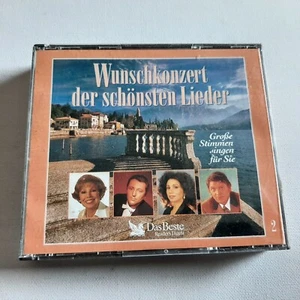 Wunschkonzert
der schönsten Lieder
Große
Stimmen
singen
für Sie
Das Beste
Reader's Digest
2